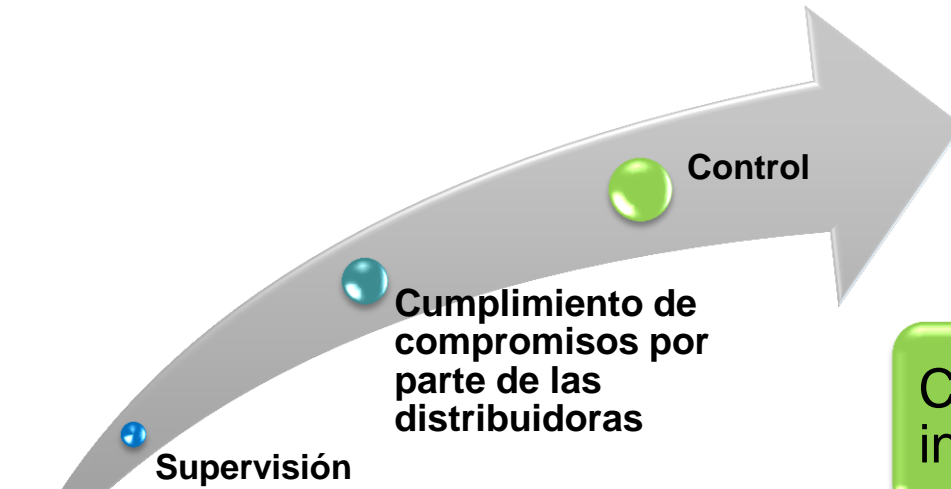 Control
Cumplimiento de
compromisos por
parte de las
distribuidoras
Supervisión